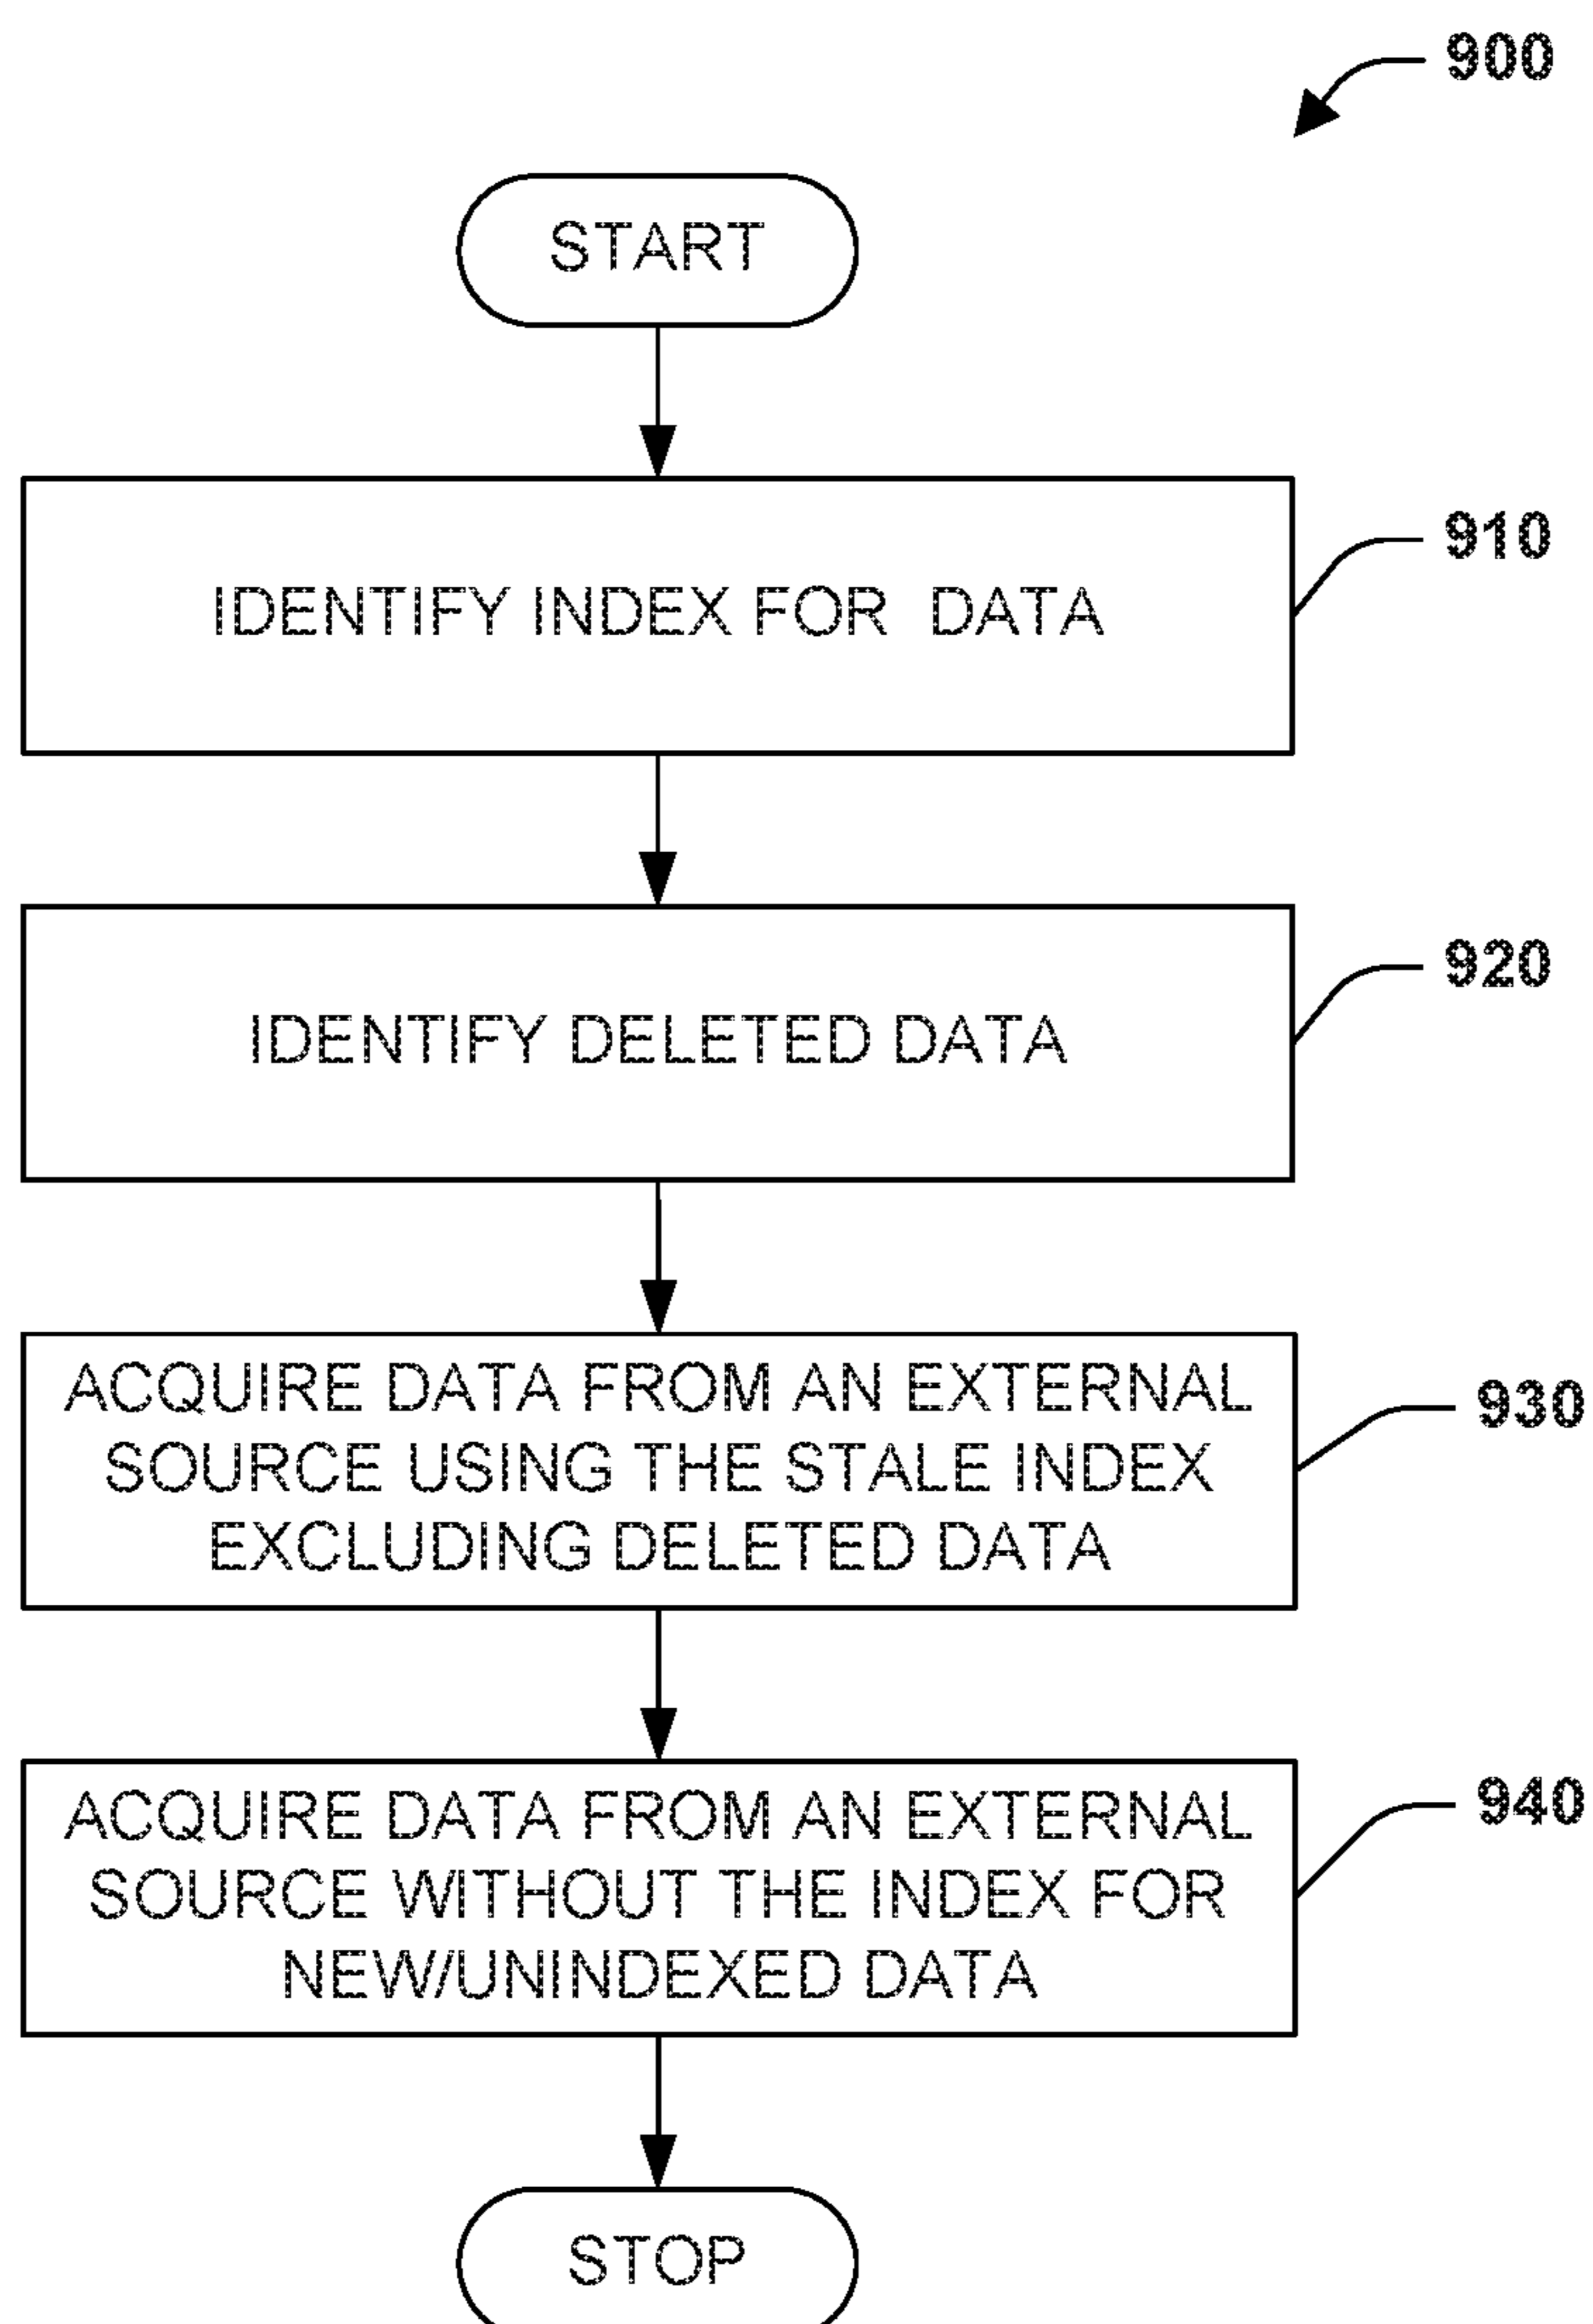 900
START
IDENTIFY INDEX FOR DATA
910
IDENTIFY DELETED DATA
920
ACQUIRE DATA FROM AN EXTERNAL
SOURCE USING THE STALE INDEX
EXCLUDING DELETED DATA
930
ACQUIRE DATA FROM AN EXTERNAL
SOURCE WITHOUT THE INDEX FOR
NEW/UNINDEXED DATA
940
STOP